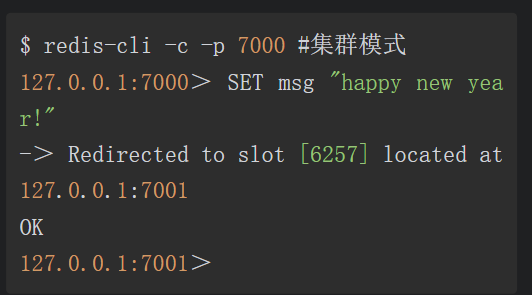 $ redis-cli -c -p 7000 #集群模式
127.0.0.1:7000> SET msg "happy new yea
r!"
-> Redirected to slot [6257] located at
127.0.0.1:7001
OK
127.0.0.1:7001>